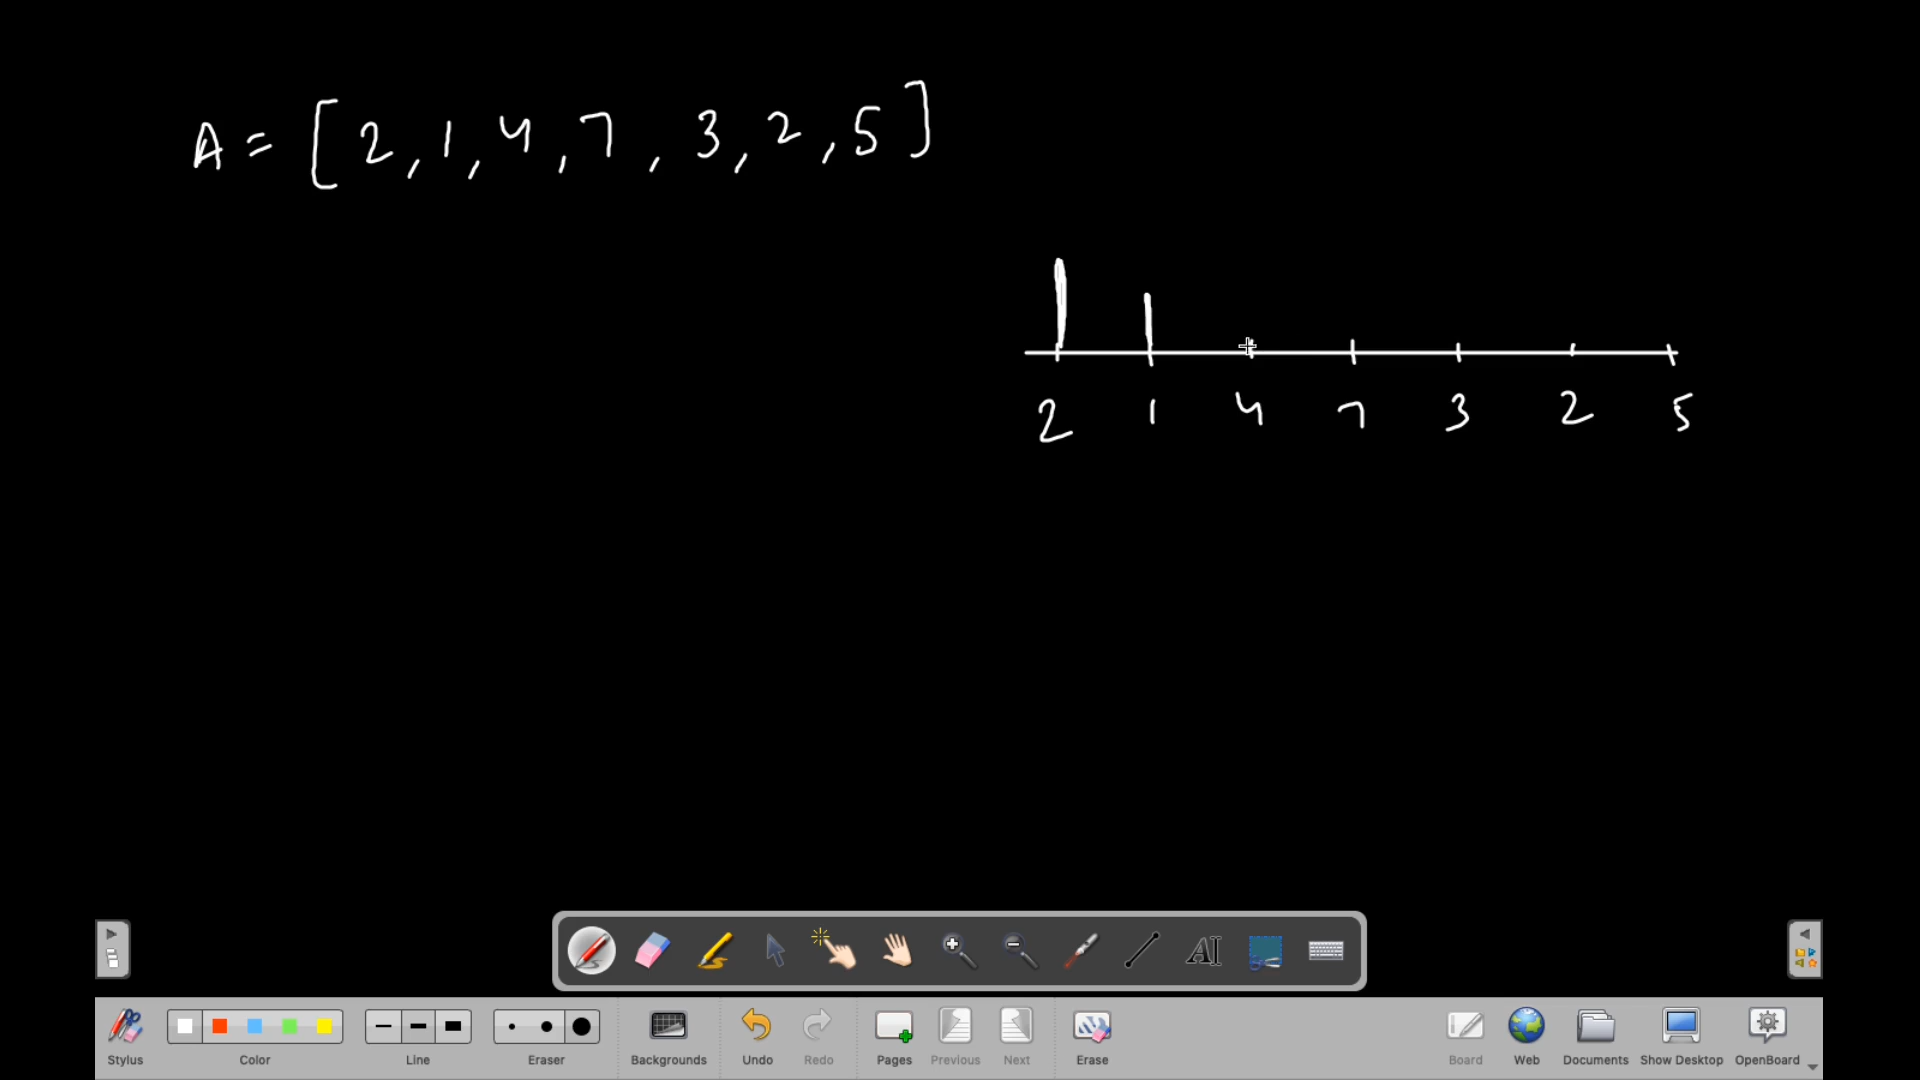 A = [2, 1, 4, 7, 3, 2, 5]
2 1 4 7 3 2 5
Stylus Color Line Eraser Backgrounds Undo Redo Pages Previous Next Erase Board Web Documents Show Desktop OpenBoard